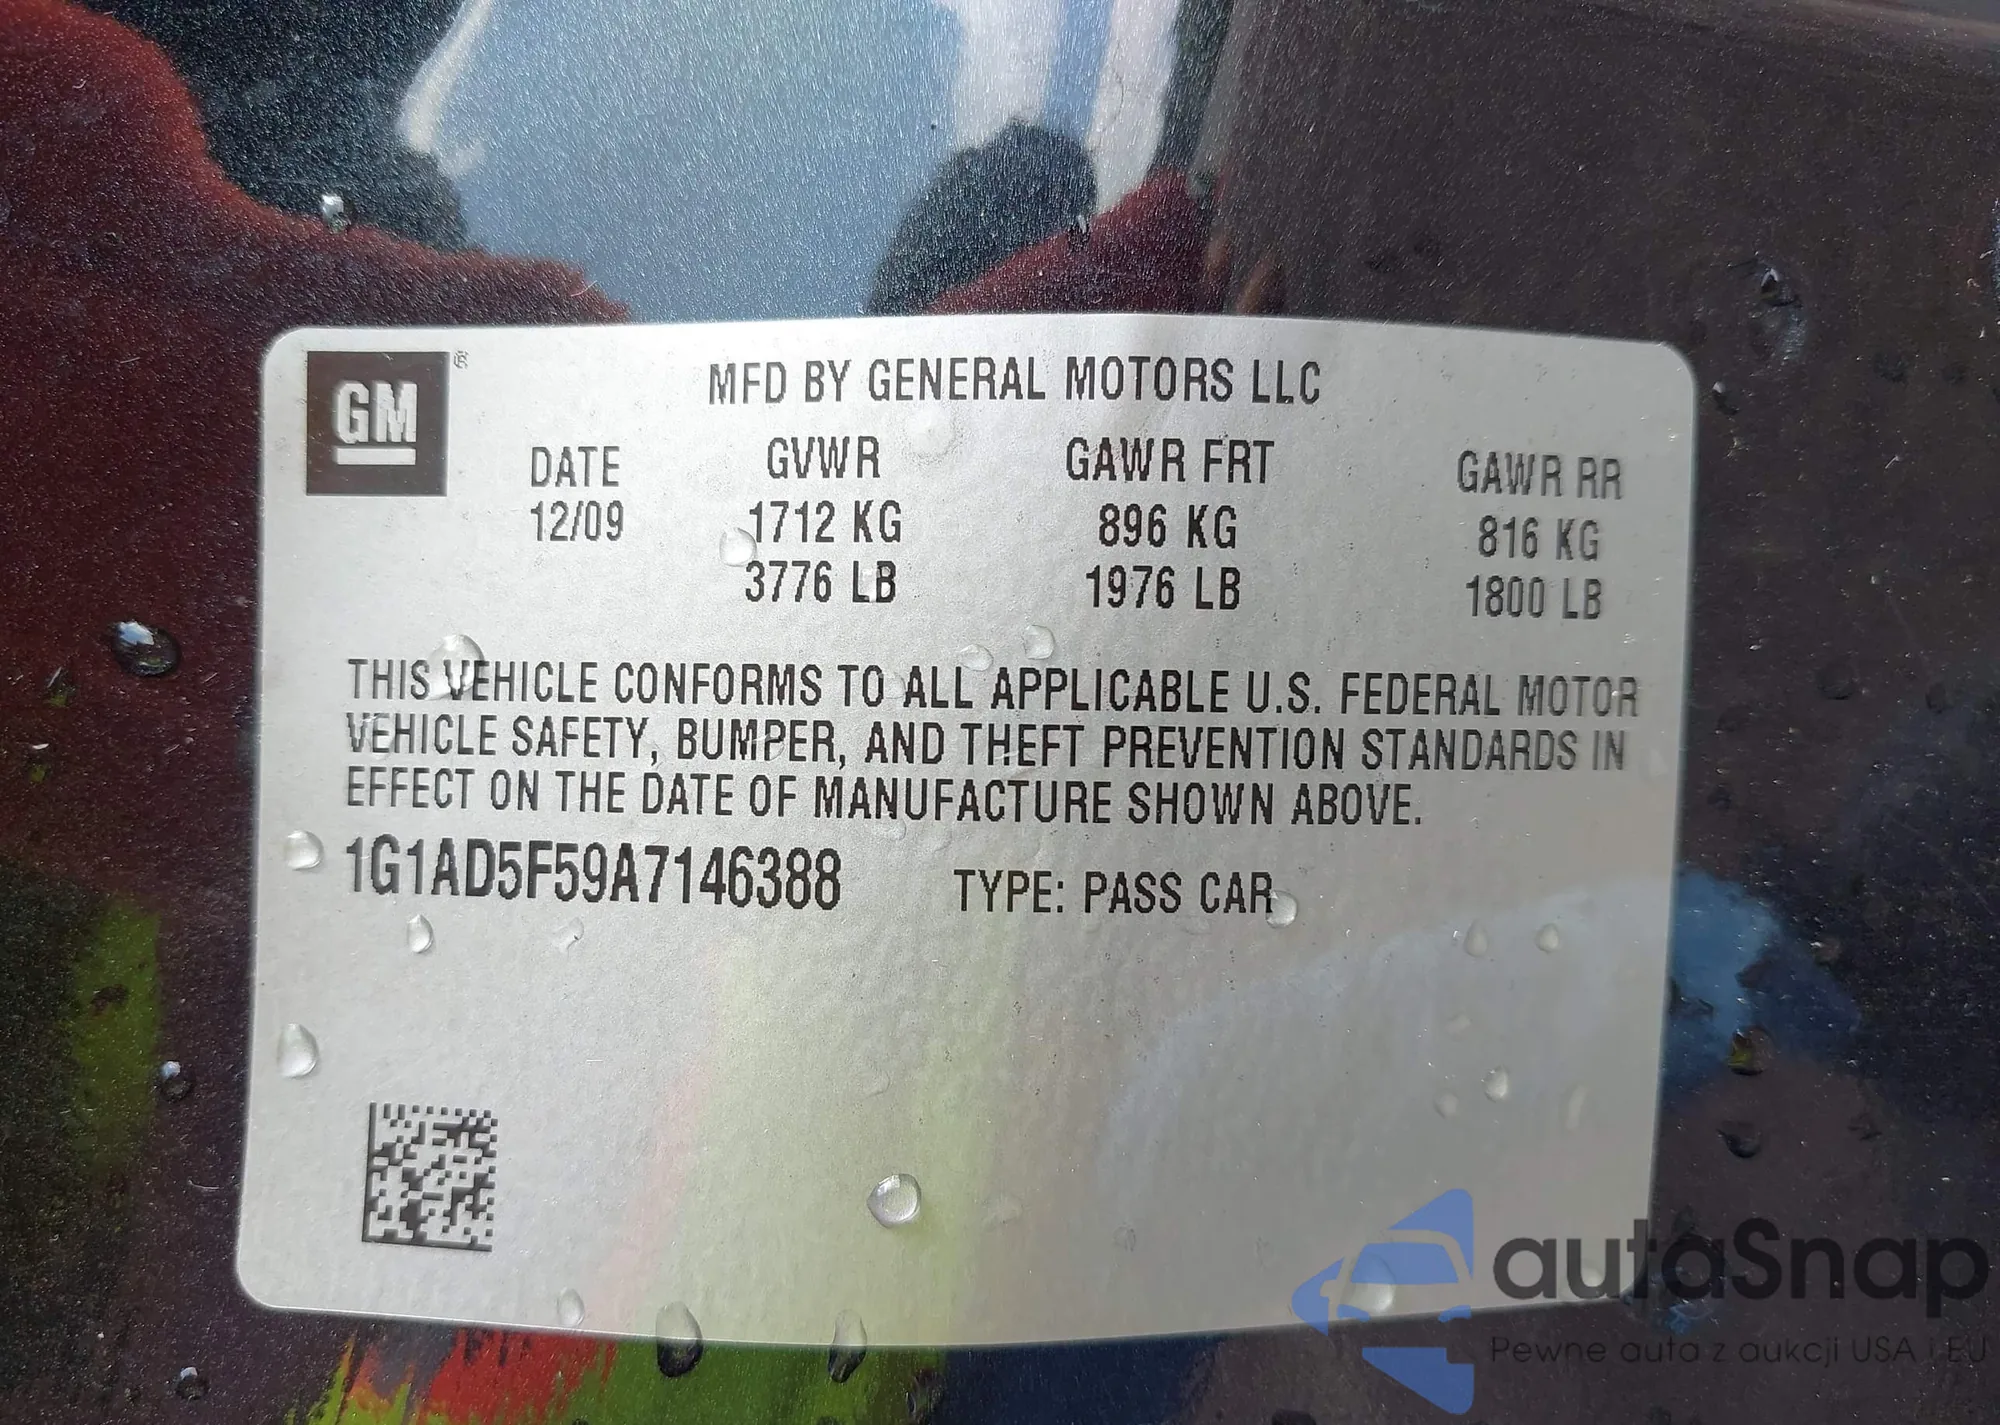 GM ®
MFD BY GENERAL MOTORS LLC
DATE GVWR GAWR FRT GAWR RR
12/09 1712 KG 896 KG 816 KG
3776 LB 1976 LB 1800 LB
THIS VEHICLE CONFORMS TO ALL APPLICABLE U.S. FEDERAL MOTOR
VEHICLE SAFETY, BUMPER, AND THEFT PREVENTION STANDARDS IN
EFFECT ON THE DATE OF MANUFACTURE SHOWN ABOVE.
1G1AD5F59A7146388 TYPE: PASS CAR
autaSnap
Pewne auta z aukcji USA i EU